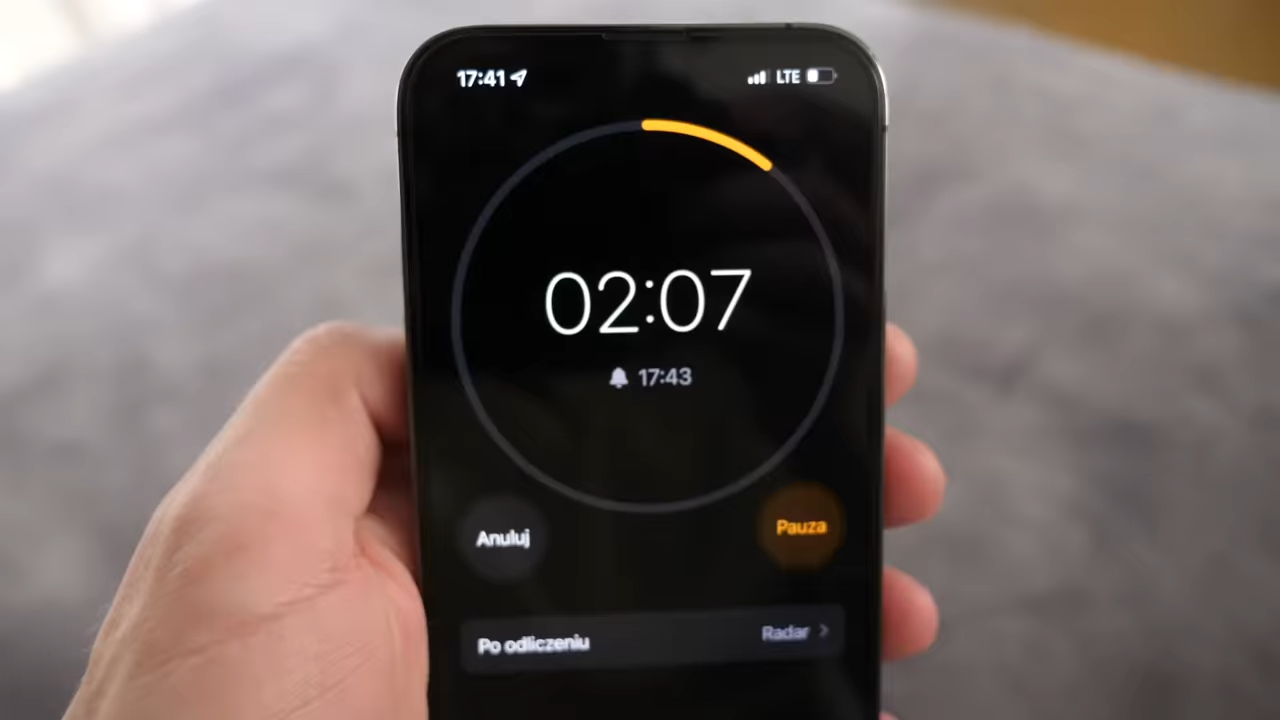 17:41 LTE
02:07
17:43
Anuluj Pauza
Po odliczeniu Radar